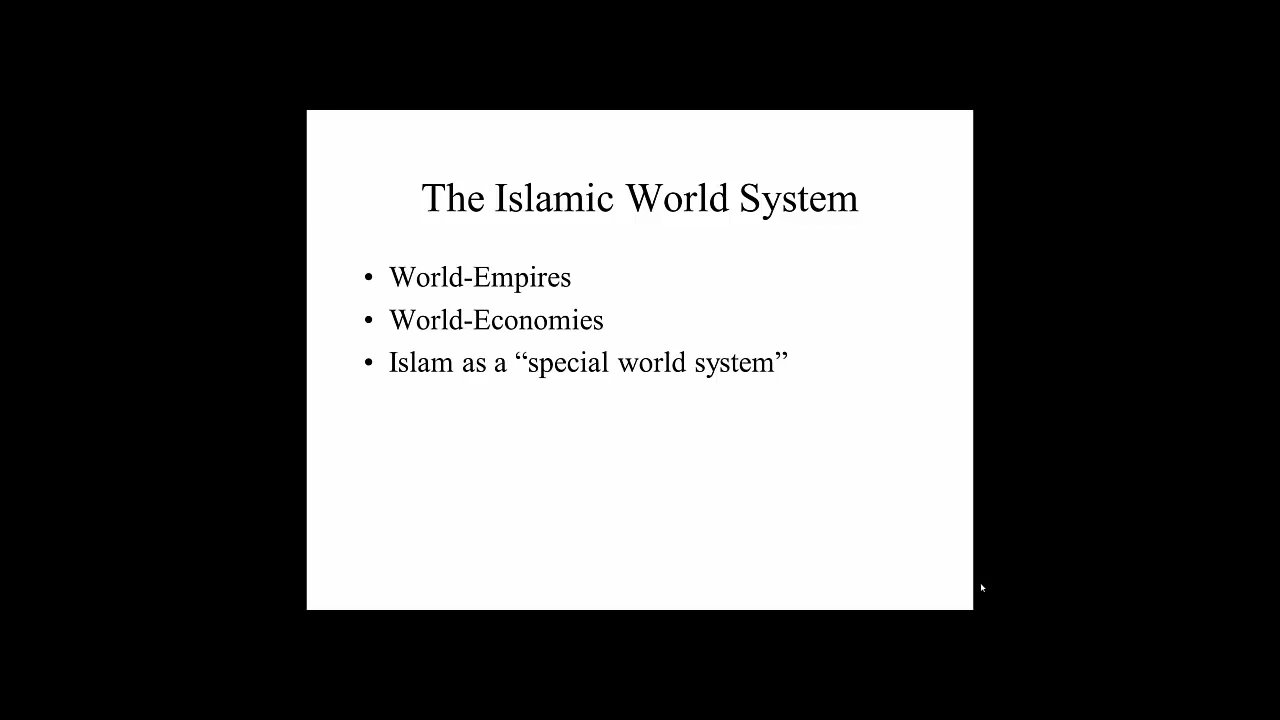 The Islamic World System
• World-Empires
• World-Economies
• Islam as a “special world system”